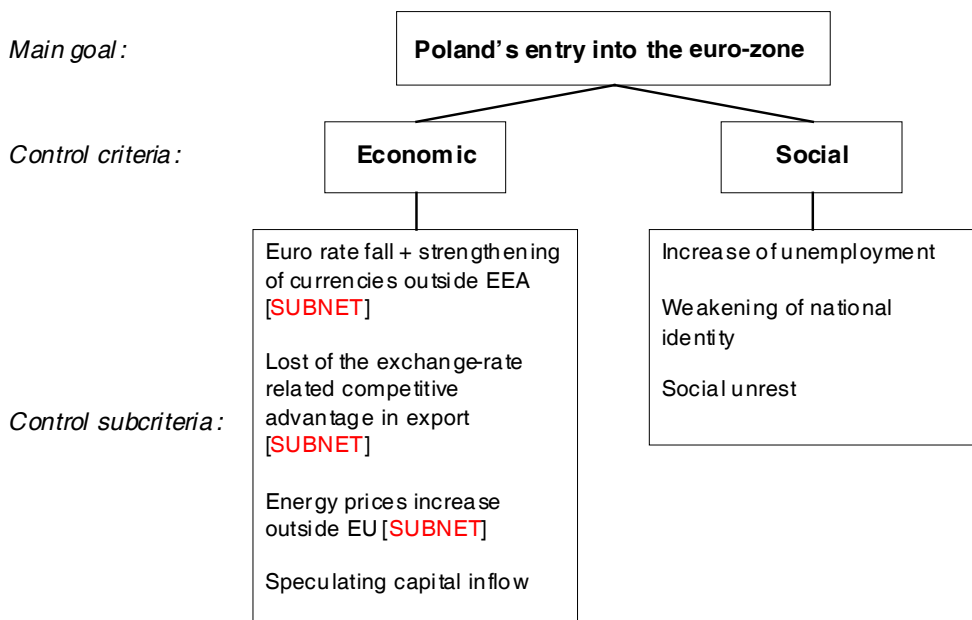 Main goal:
Poland's entry into the euro-zone
Control criteria:
Economic
Social
Control subcriteria:
Euro rate fall + strengthening
of currencies outside EEA
[SUBNET]
Lost of the exchange-rate
related competitive
advantage in export
[SUBNET]
Energy prices increase
outside EU [SUBNET]
Speculating capital inflow
Increase of unemployment
Weakening of national
identity
Social unrest